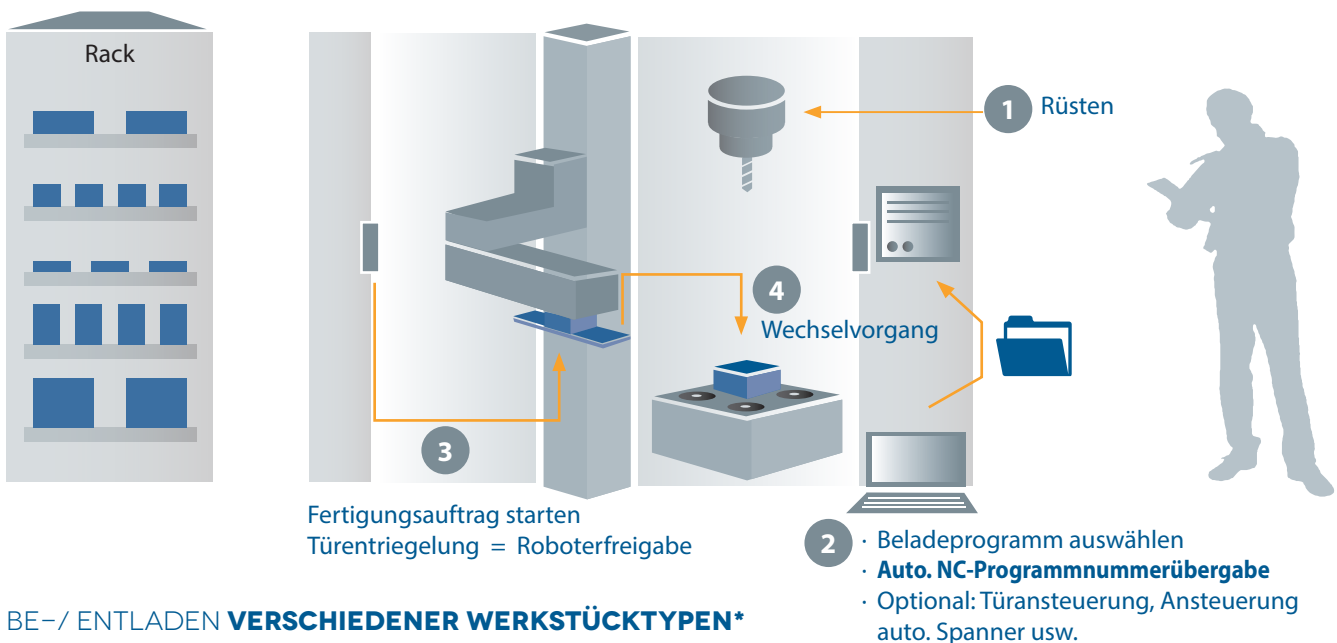 Rack
1 Rüsten
4
Wechselvorgang
3
Fertigungsauftrag starten
Türentriegelung = Roboterfreigabe
2 · Beladeprogramm auswählen
· Auto. NC-Programmnummerübergabe
· Optional: Türansteuerung, Ansteuerung
auto. Spanner usw.
BE–/ ENTLADEN VERSCHIEDENER WERKSTÜCKTYPEN*